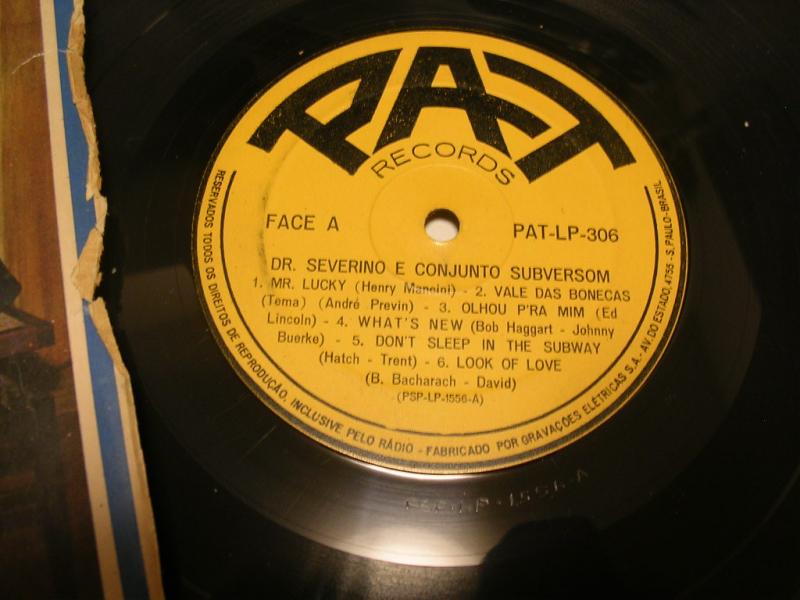 PAT
RECORDS
FACE A
PAT-LP-306
DR. SEVERINO E CONJUNTO SUBVERSOM
1. MR. LUCKY (Henry Mancini) - 2. VALE DAS BONECAS
(Tema) (André Previn) - 3. OLHOU P'RA MIM (Ed
Lincoln) - 4. WHAT'S NEW (Bob Haggart - Johnny
Buerke) - 5. DON'T SLEEP IN THE SUBWAY
(Hatch - Trent) - 6. LOOK OF LOVE
(B. Bacharach - David)
(PSP-LP-1556-A)
RESERVADOS TODOS OS DIREITOS DE REPRODUÇÃO, INCLUSIVE PELO RÁDIO - FABRICADO POR GRAVAÇÕES ELÉTRICAS S.A. - AV. DO ESTADO, 4755 - S. PAULO-BRASIL